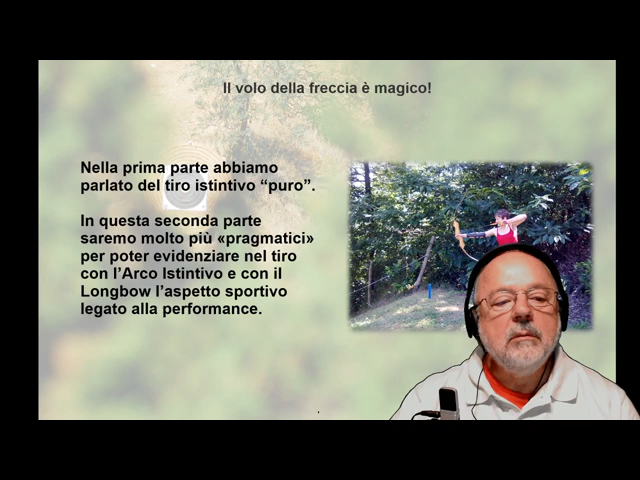 Il volo della freccia è magico!
Nella prima parte abbiamo
parlato del tiro istintivo “puro”.
In questa seconda parte
saremo molto più «pragmatici»
per poter evidenziare nel tiro
con l’Arco Istintivo e con il
Longbow l’aspetto sportivo
legato alla performance.